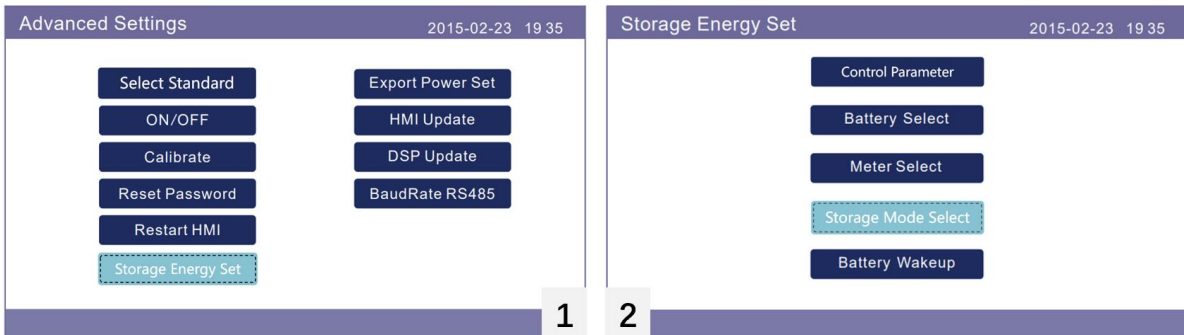 Advanced Settings
2015-02-23 19 35
Select Standard
ON/OFF
Calibrate
Reset Password
Restart HMI
Storage Energy Set
Export Power Set
HMI Update
DSP Update
BaudRate RS485
1
Storage Energy Set
2015-02-23 19 35
Control Parameter
Battery Select
Meter Select
Storage Mode Select
Battery Wakeup
2